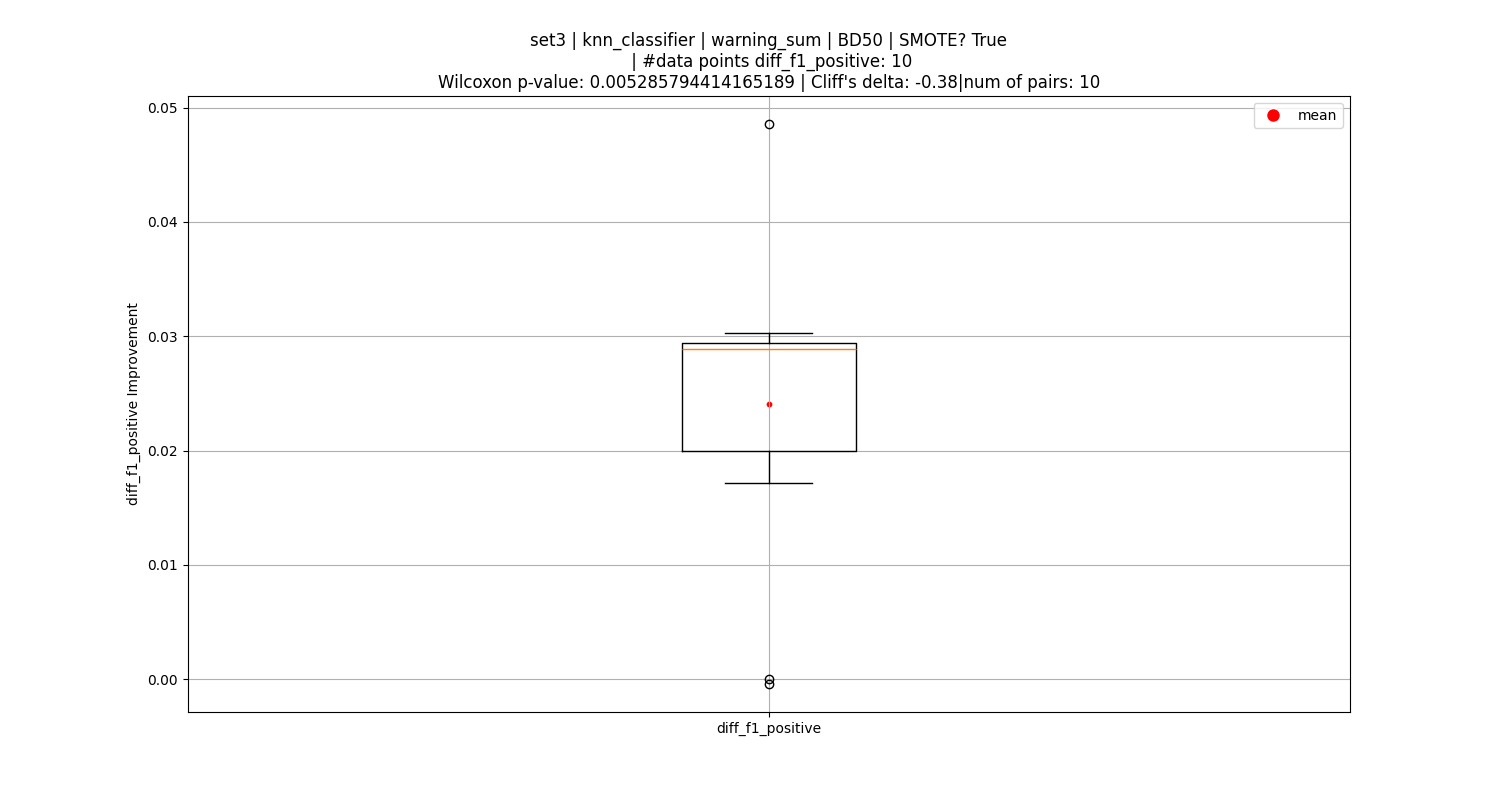 set3 | knn_classifier | warning_sum | BD50 | SMOTE? True
| #data points diff_f1_positive: 10
Wilcoxon p-value: 0.005285794414165189 | Cliff's delta: -0.38|num of pairs: 10
mean
0.05
0.04
0.03
0.02
0.01
0.00
diff_f1_positive Improvement
diff_f1_positive